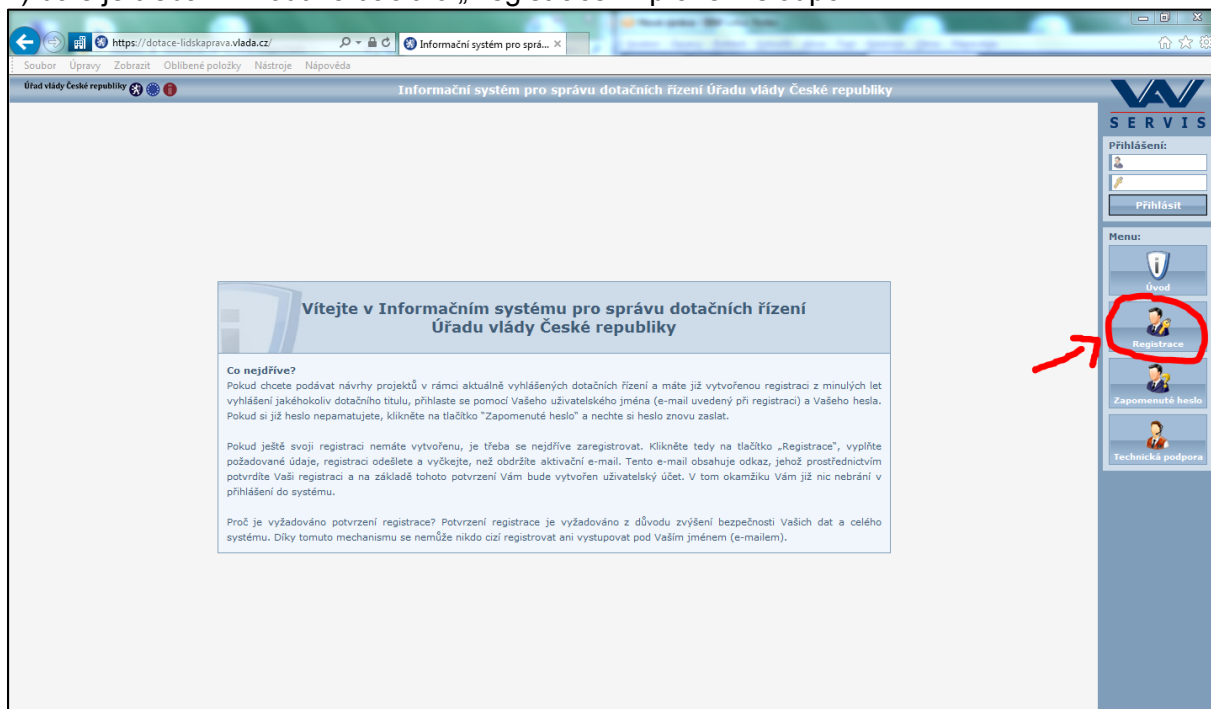 https://dotace-lidskaprava.vlada.cz/
Informační systém pro sprá...
Soubor Úpravy Zobrazit Oblíbené položky Nástroje Nápověda
Úřad vlády České republiky
Informační systém pro správu dotačních řízení Úřadu vlády České republiky
VAV
SERVIS
Přihlášení:
Přihlásit
Menu:
Úvod
Registrace
Zapomenuté heslo
Technická podpora
Vítejte v Informačním systému pro správu dotačních řízení
Úřadu vlády České republiky
Co nejdříve?
Pokud chcete podávat návrhy projektů v rámci aktuálně vyhlášených dotačních řízení a máte již vytvořenou registraci z minulých let
vyhlášení jakéhokoliv dotačního titulu, přihlaste se pomocí Vašeho uživatelského jména (e-mail uvedený při registraci) a Vašeho hesla.
Pokud si již heslo nepamatujete, klikněte na tlačítko "Zapomenuté heslo" a nechte si heslo znovu zaslat.
Pokud ještě svoji registraci nemáte vytvořenu, je třeba se nejdříve zaregistrovat. Klikněte tedy na tlačítko „Registrace", vyplňte
požadované údaje, registraci odešlete a vyčkejte, než obdržíte aktivační e-mail. Tento e-mail obsahuje odkaz, jehož prostřednictvím
potvrdíte Vaši registraci a na základě tohoto potvrzení Vám bude vytvořen uživatelský účet. V tom okamžiku Vám již nic nebrání v
přihlášení do systému.
Proč je vyžadováno potvrzení registrace? Potvrzení registrace je vyžadováno z důvodu zvýšení bezpečnosti Vašich dat a celého
systému. Díky tomuto mechanismu se nemůže nikdo cizí registrovat ani vystupovat pod Vaším jménem (e-mailem).